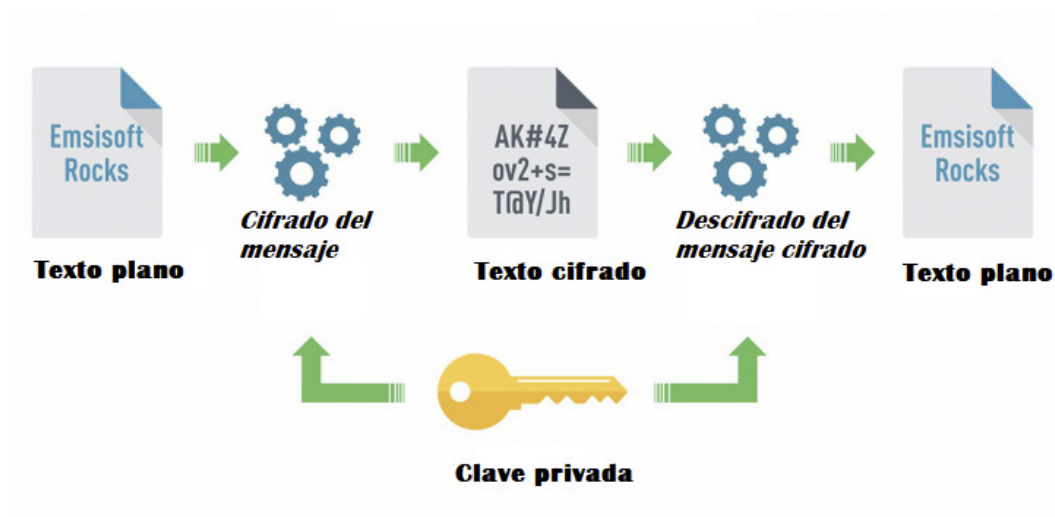 Emsisoft
Rocks
Texto plano
Cifrado del
mensaje
AK#4Z
ov2+s=
T@Y/Jh
Texto cifrado
Descifrado del
mensaje cifrado
Emsisoft
Rocks
Texto plano
Clave privada